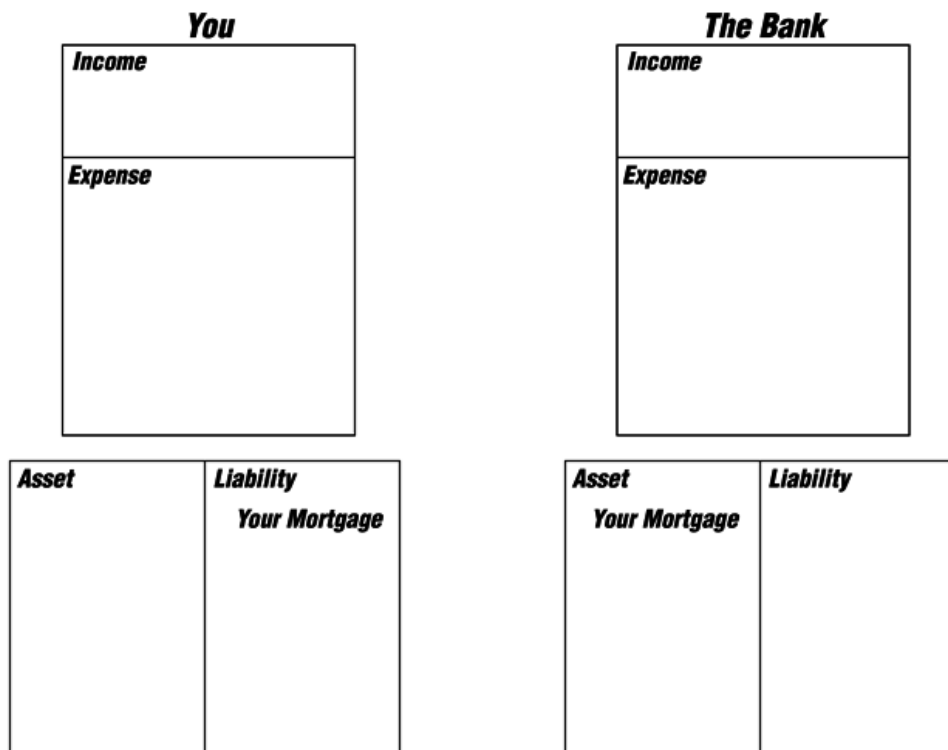 You
Income
Expense
Asset
Liability
Your Mortgage
The Bank
Income
Expense
Asset
Your Mortgage
Liability